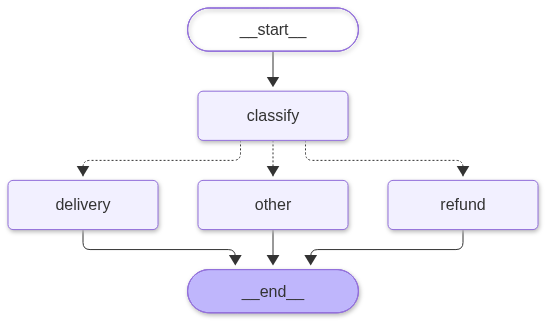 __start__
classify
delivery
other
refund
__end__